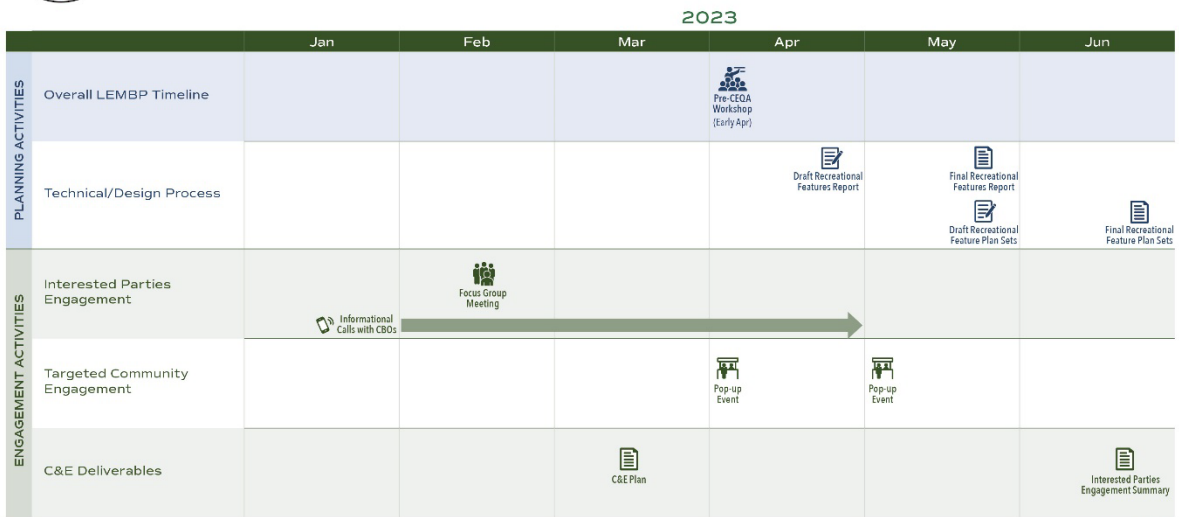 2023
Jan Feb Mar Apr May Jun
PLANNING ACTIVITIES
Overall LEMBP Timeline
Pre-CEQA
Workshop
(Early Apr)
Technical/Design Process
Draft Recreational
Features Report
Final Recreational
Features Report
Draft Recreational
Feature Plan Sets
Final Recreational
Feature Plan Sets
ENGAGEMENT ACTIVITIES
Interested Parties
Engagement
Focus Group
Meeting
Informational
Calls with CBOs
Targeted Community
Engagement
Pop-up
Event
Pop-up
Event
C&E Deliverables
C&E Plan
Interested Parties
Engagement Summary